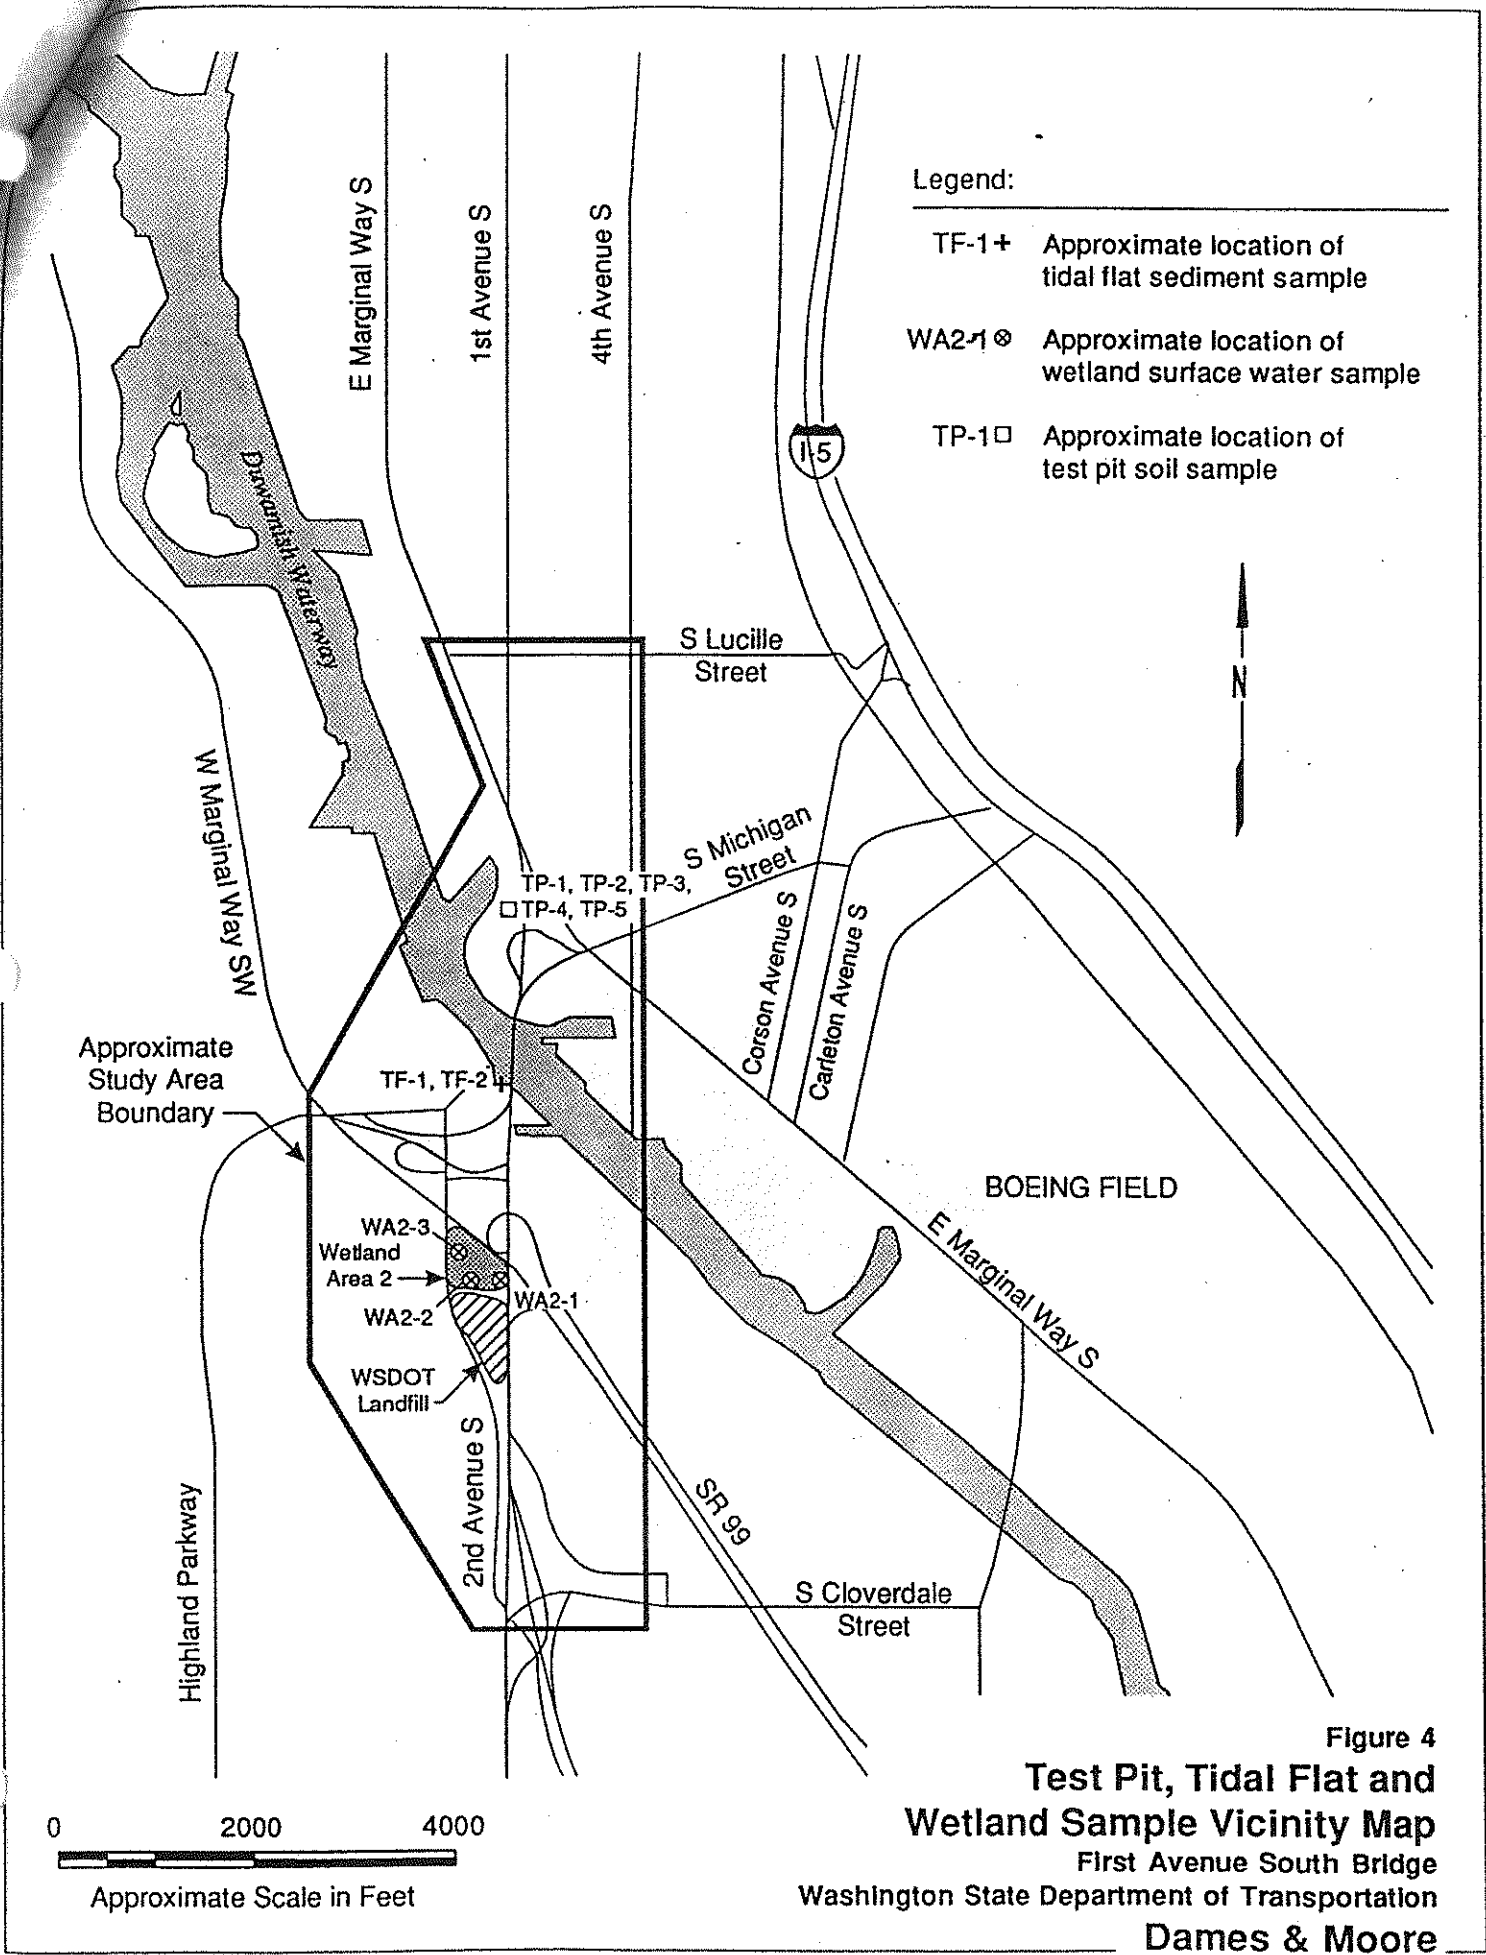 Legend:
TF-1+ Approximate location of
tidal flat sediment sample
WA2-1⊗ Approximate location of
wetland surface water sample
TP-1□ Approximate location of
test pit soil sample
E Marginal Way S
1st Avenue S
4th Avenue S
I-5
Duwamish Waterway
N
S Lucille
Street
W Marginal Way SW
S Michigan
Street
TP-1, TP-2, TP-3,
TP-4, TP-5
Corson Avenue S
Carleton Avenue S
Approximate
Study Area
Boundary
TF-1, TF-2
BOEING FIELD
E Marginal Way S
WA2-3
Wetland
Area 2
WA2-1
WA2-2
WSDOT
Landfill
2nd Avenue S
SR 99
Highland Parkway
S Cloverdale
Street
0 2000 4000
Approximate Scale in Feet
Figure 4
Test Pit, Tidal Flat and
Wetland Sample Vicinity Map
First Avenue South Bridge
Washington State Department of Transportation
Dames & Moore